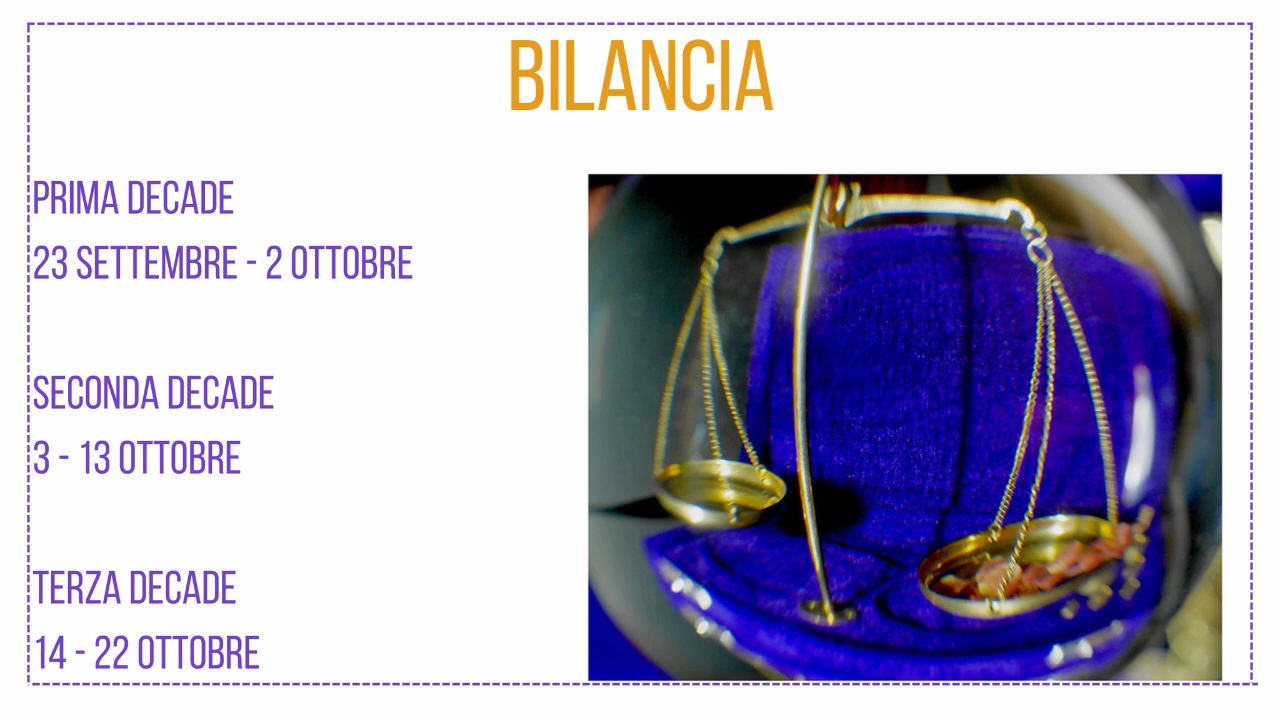 BILANCIA
PRIMA DECADE
23 SETTEMBRE - 2 OTTOBRE
SECONDA DECADE
3 - 13 OTTOBRE
TERZA DECADE
14 - 22 OTTOBRE